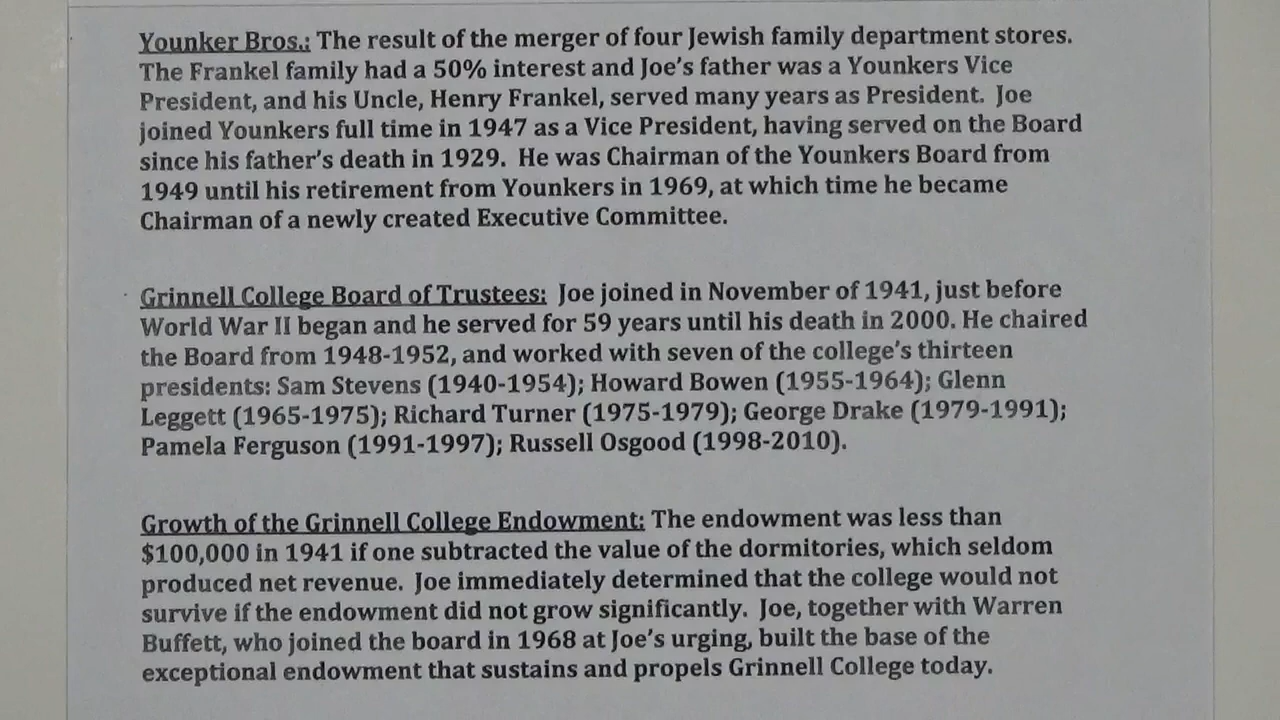 Younker Bros.: The result of the merger of four Jewish family department stores.
The Frankel family had a 50% interest and Joe's father was a Younkers Vice
President, and his Uncle, Henry Frankel, served many years as President. Joe
joined Younkers full time in 1947 as a Vice President, having served on the Board
since his father's death in 1929. He was Chairman of the Younkers Board from
1949 until his retirement from Younkers in 1969, at which time he became
Chairman of a newly created Executive Committee.
Grinnell College Board of Trustees: Joe joined in November of 1941, just before
World War II began and he served for 59 years until his death in 2000. He chaired
the Board from 1948-1952, and worked with seven of the college's thirteen
presidents: Sam Stevens (1940-1954); Howard Bowen (1955-1964); Glenn
Leggett (1965-1975); Richard Turner (1975-1979); George Drake (1979-1991);
Pamela Ferguson (1991-1997); Russell Osgood (1998-2010).
Growth of the Grinnell College Endowment: The endowment was less than
$100,000 in 1941 if one subtracted the value of the dormitories, which seldom
produced net revenue. Joe immediately determined that the college would not
survive if the endowment did not grow significantly. Joe, together with Warren
Buffett, who joined the board in 1968 at Joe's urging, built the base of the
exceptional endowment that sustains and propels Grinnell College today.